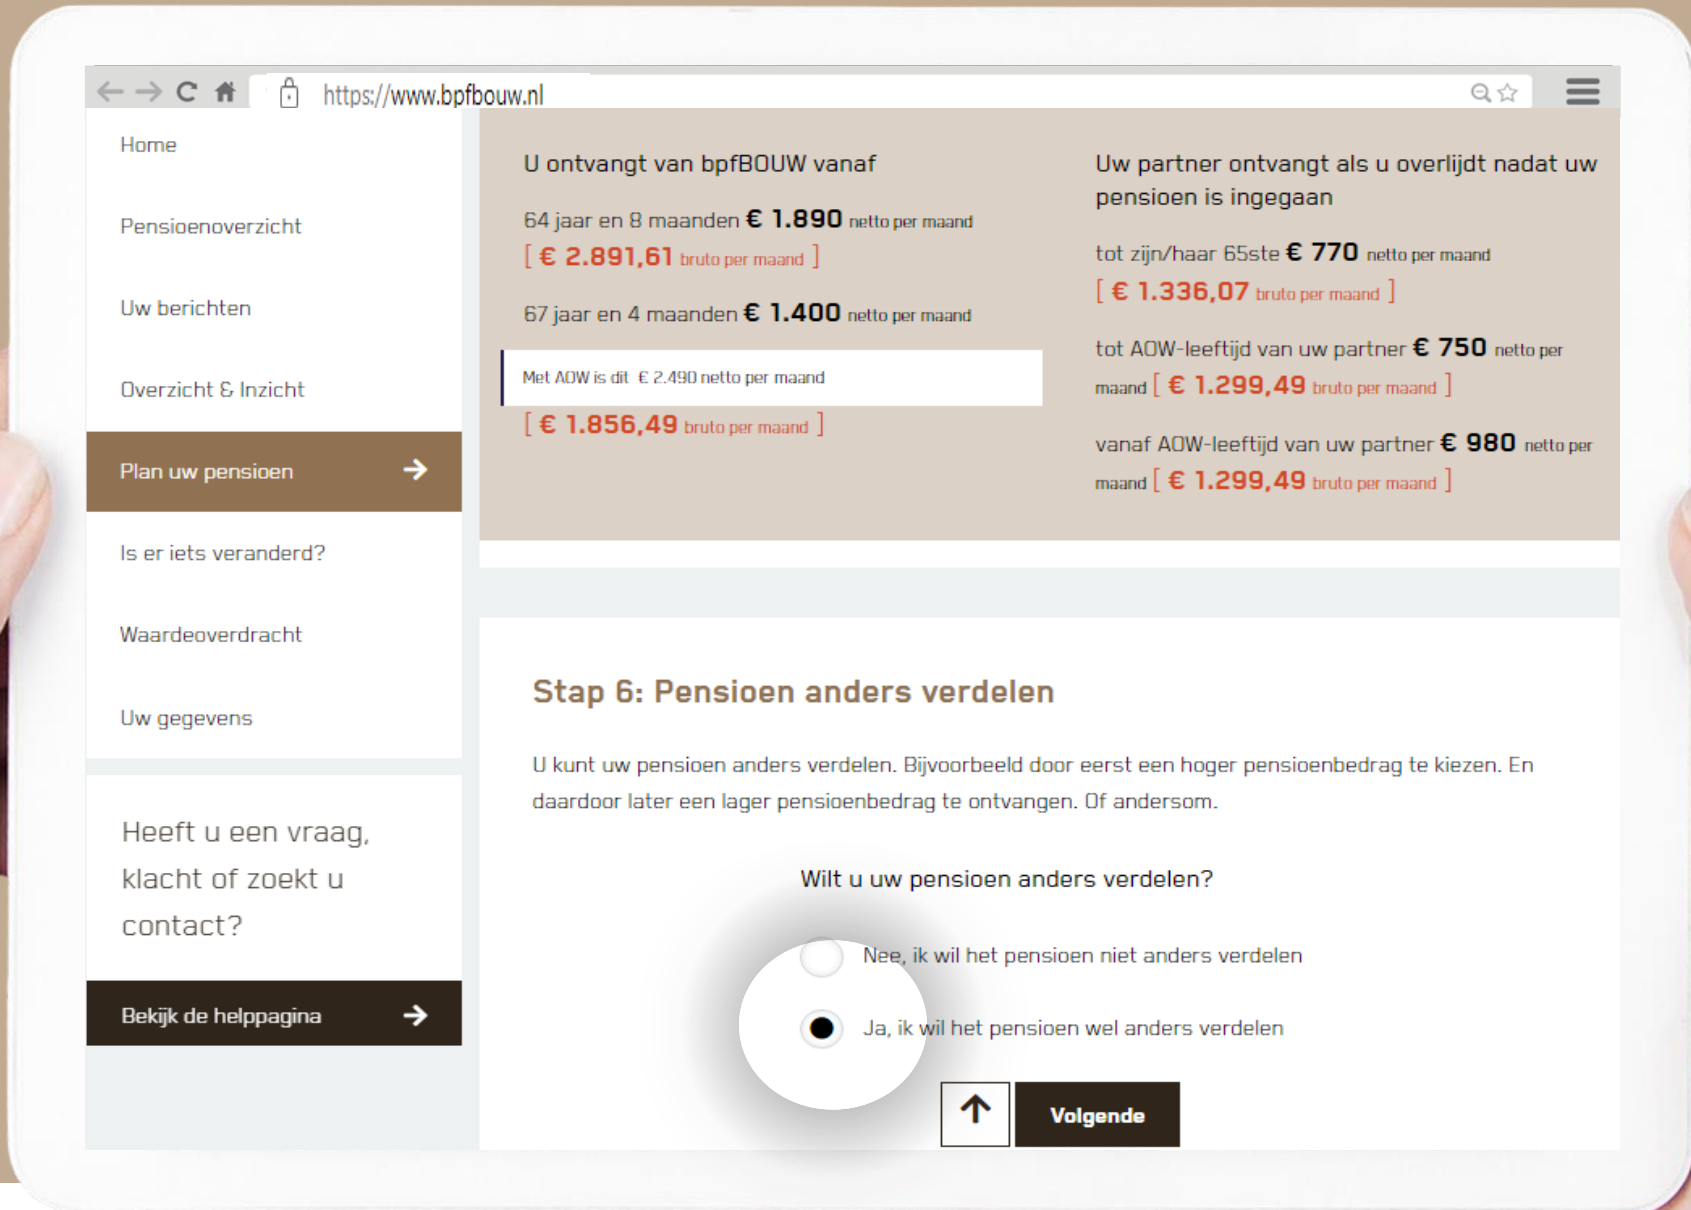 https://www.bpfbouw.nl
Home
Pensioenoverzicht
Uw berichten
Overzicht & Inzicht
Plan uw pensioen
Is er iets veranderd?
Waardeoverdracht
Uw gegevens
Heeft u een vraag,
klacht of zoekt u
contact?
Bekijk de helppagina
U ontvangt van bpfBOUW vanaf
64 jaar en 8 maanden € 1.890 netto per maand
[ € 2.891,61 bruto per maand ]
67 jaar en 4 maanden € 1.400 netto per maand
Met AOW is dit € 2.490 netto per maand
[ € 1.856,49 bruto per maand ]
Uw partner ontvangt als u overlijdt nadat uw
pensioen is ingegaan
tot zijn/haar 65ste € 770 netto per maand
[ € 1.336,07 bruto per maand ]
tot AOW-leeftijd van uw partner € 750 netto per
maand [ € 1.299,49 bruto per maand ]
vanaf AOW-leeftijd van uw partner € 980 netto per
maand [ € 1.299,49 bruto per maand ]
Stap 6: Pensioen anders verdelen
U kunt uw pensioen anders verdelen. Bijvoorbeeld door eerst een hoger pensioenbedrag te kiezen. En
daardoor later een lager pensioenbedrag te ontvangen. Of andersom.
Wilt u uw pensioen anders verdelen?
Nee, ik wil het pensioen niet anders verdelen
Ja, ik wil het pensioen wel anders verdelen
Volgende